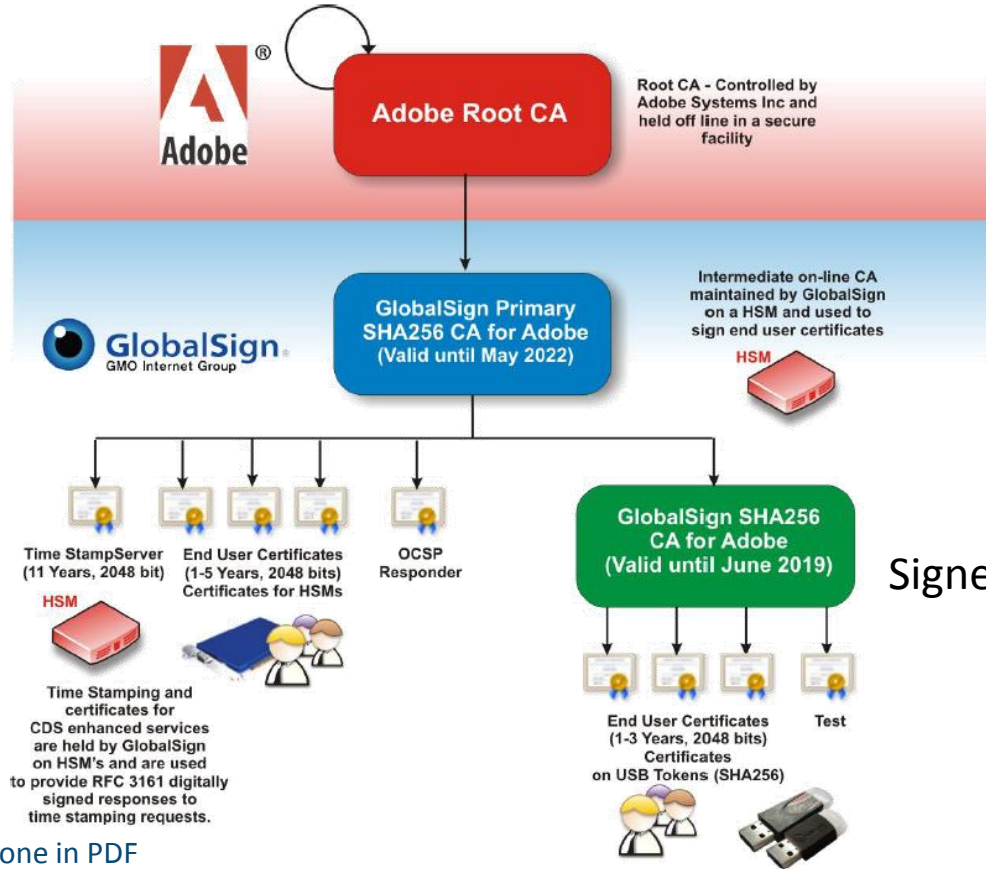 ®
Adobe
Adobe Root CA
Root CA - Controlled by
Adobe Systems Inc and
held off line in a secure
facility
GlobalSign®
GMO Internet Group
GlobalSign Primary
SHA256 CA for Adobe
(Valid until May 2022)
Intermediate on-line CA
maintained by GlobalSign
on a HSM and used to
sign end user certificates
HSM
Time StampServer
(11 Years, 2048 bit)
HSM
Time Stamping and
certificates for
CDS enhanced services
are held by GlobalSign
on HSM's and are used
to provide RFC 3161 digitally
signed responses to
time stamping requests.
End User Certificates
(1-5 Years, 2048 bits)
Certificates for HSMs
OCSP
Responder
GlobalSign SHA256
CA for Adobe
(Valid until June 2019)
Signe
End User Certificates
(1-3 Years, 2048 bits)
Certificates
on USB Tokens (SHA256)
Test
one in PDF